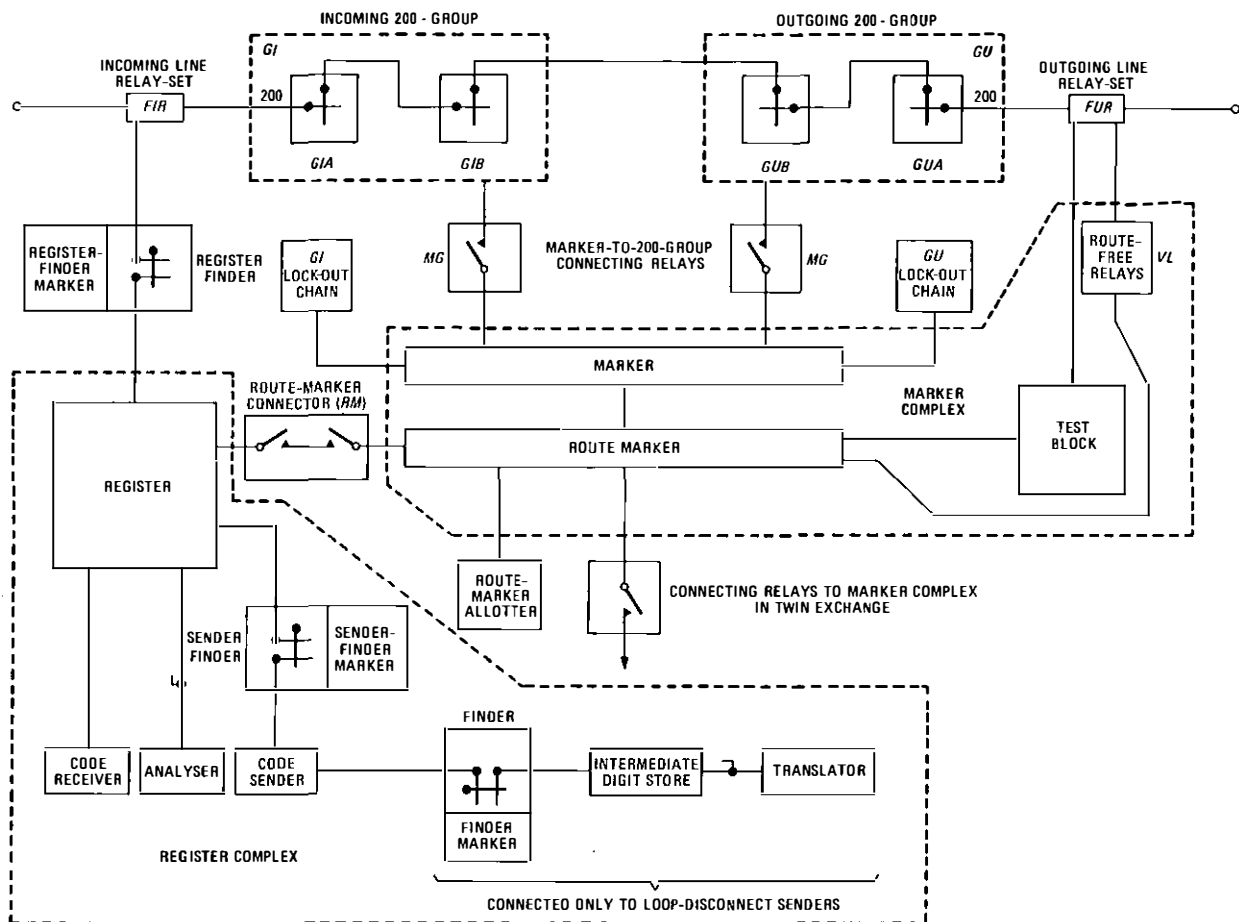 INCOMING 200 - GROUP
OUTGOING 200 - GROUP
INCOMING LINE
RELAY-SET
FIR
200
GI
GIA
GIB
GU
GUB
GUA
200
OUTGOING LINE
RELAY-SET
FUR
REGISTER-
FINDER
MARKER
REGISTER
FINDER
GI
LOCK-OUT
CHAIN
MG
MARKER-TO-200-GROUP
CONNECTING RELAYS
MG
GU
LOCK-OUT
CHAIN
ROUTE-
FREE
RELAYS
VL
MARKER
MARKER
COMPLEX
ROUTE-MARKER
CONNECTOR (RM)
ROUTE MARKER
TEST
BLOCK
REGISTER
ROUTE-
MARKER
ALLOTTER
CONNECTING RELAYS TO MARKER COMPLEX
IN TWIN EXCHANGE
SENDER
FINDER
SENDER-
FINDER
MARKER
CODE
RECEIVER
ANALYSER
CODE
SENDER
FINDER
FINDER
MARKER
INTERMEDIATE
DIGIT STORE
TRANSLATOR
REGISTER COMPLEX
CONNECTED ONLY TO LOOP-DISCONNECT SENDERS